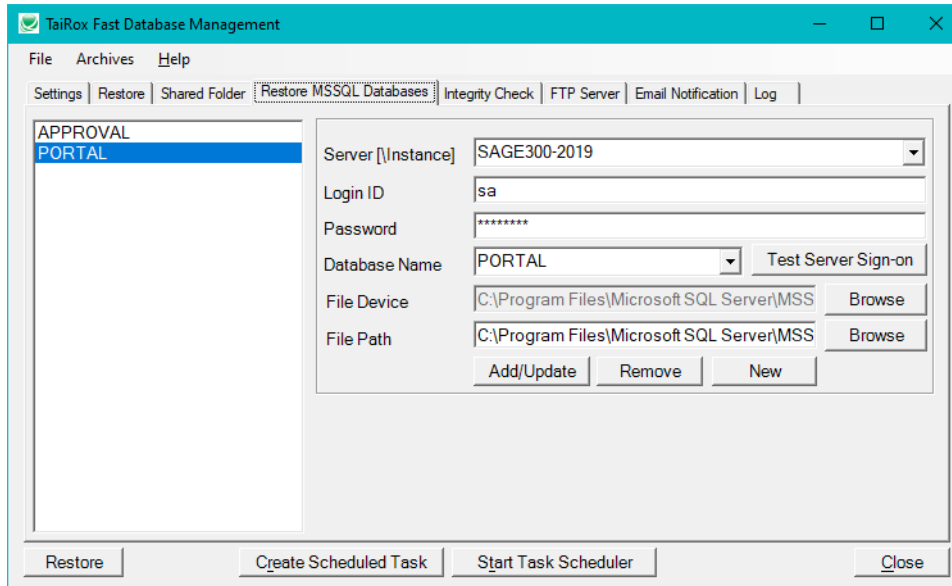 TaiRox Fast Database Management
File Archives Help
Settings Restore Shared Folder Restore MSSQL Databases Integrity Check FTP Server Email Notification Log
APPROVAL
PORTAL
Server [\Instance] SAGE300-2019
Login ID sa
Password ********
Database Name PORTAL Test Server Sign-on
File Device C:\Program Files\Microsoft SQL Server\MSS Browse
File Path C:\Program Files\Microsoft SQL Server\MSS Browse
Add/Update Remove New
Restore Create Scheduled Task Start Task Scheduler Close